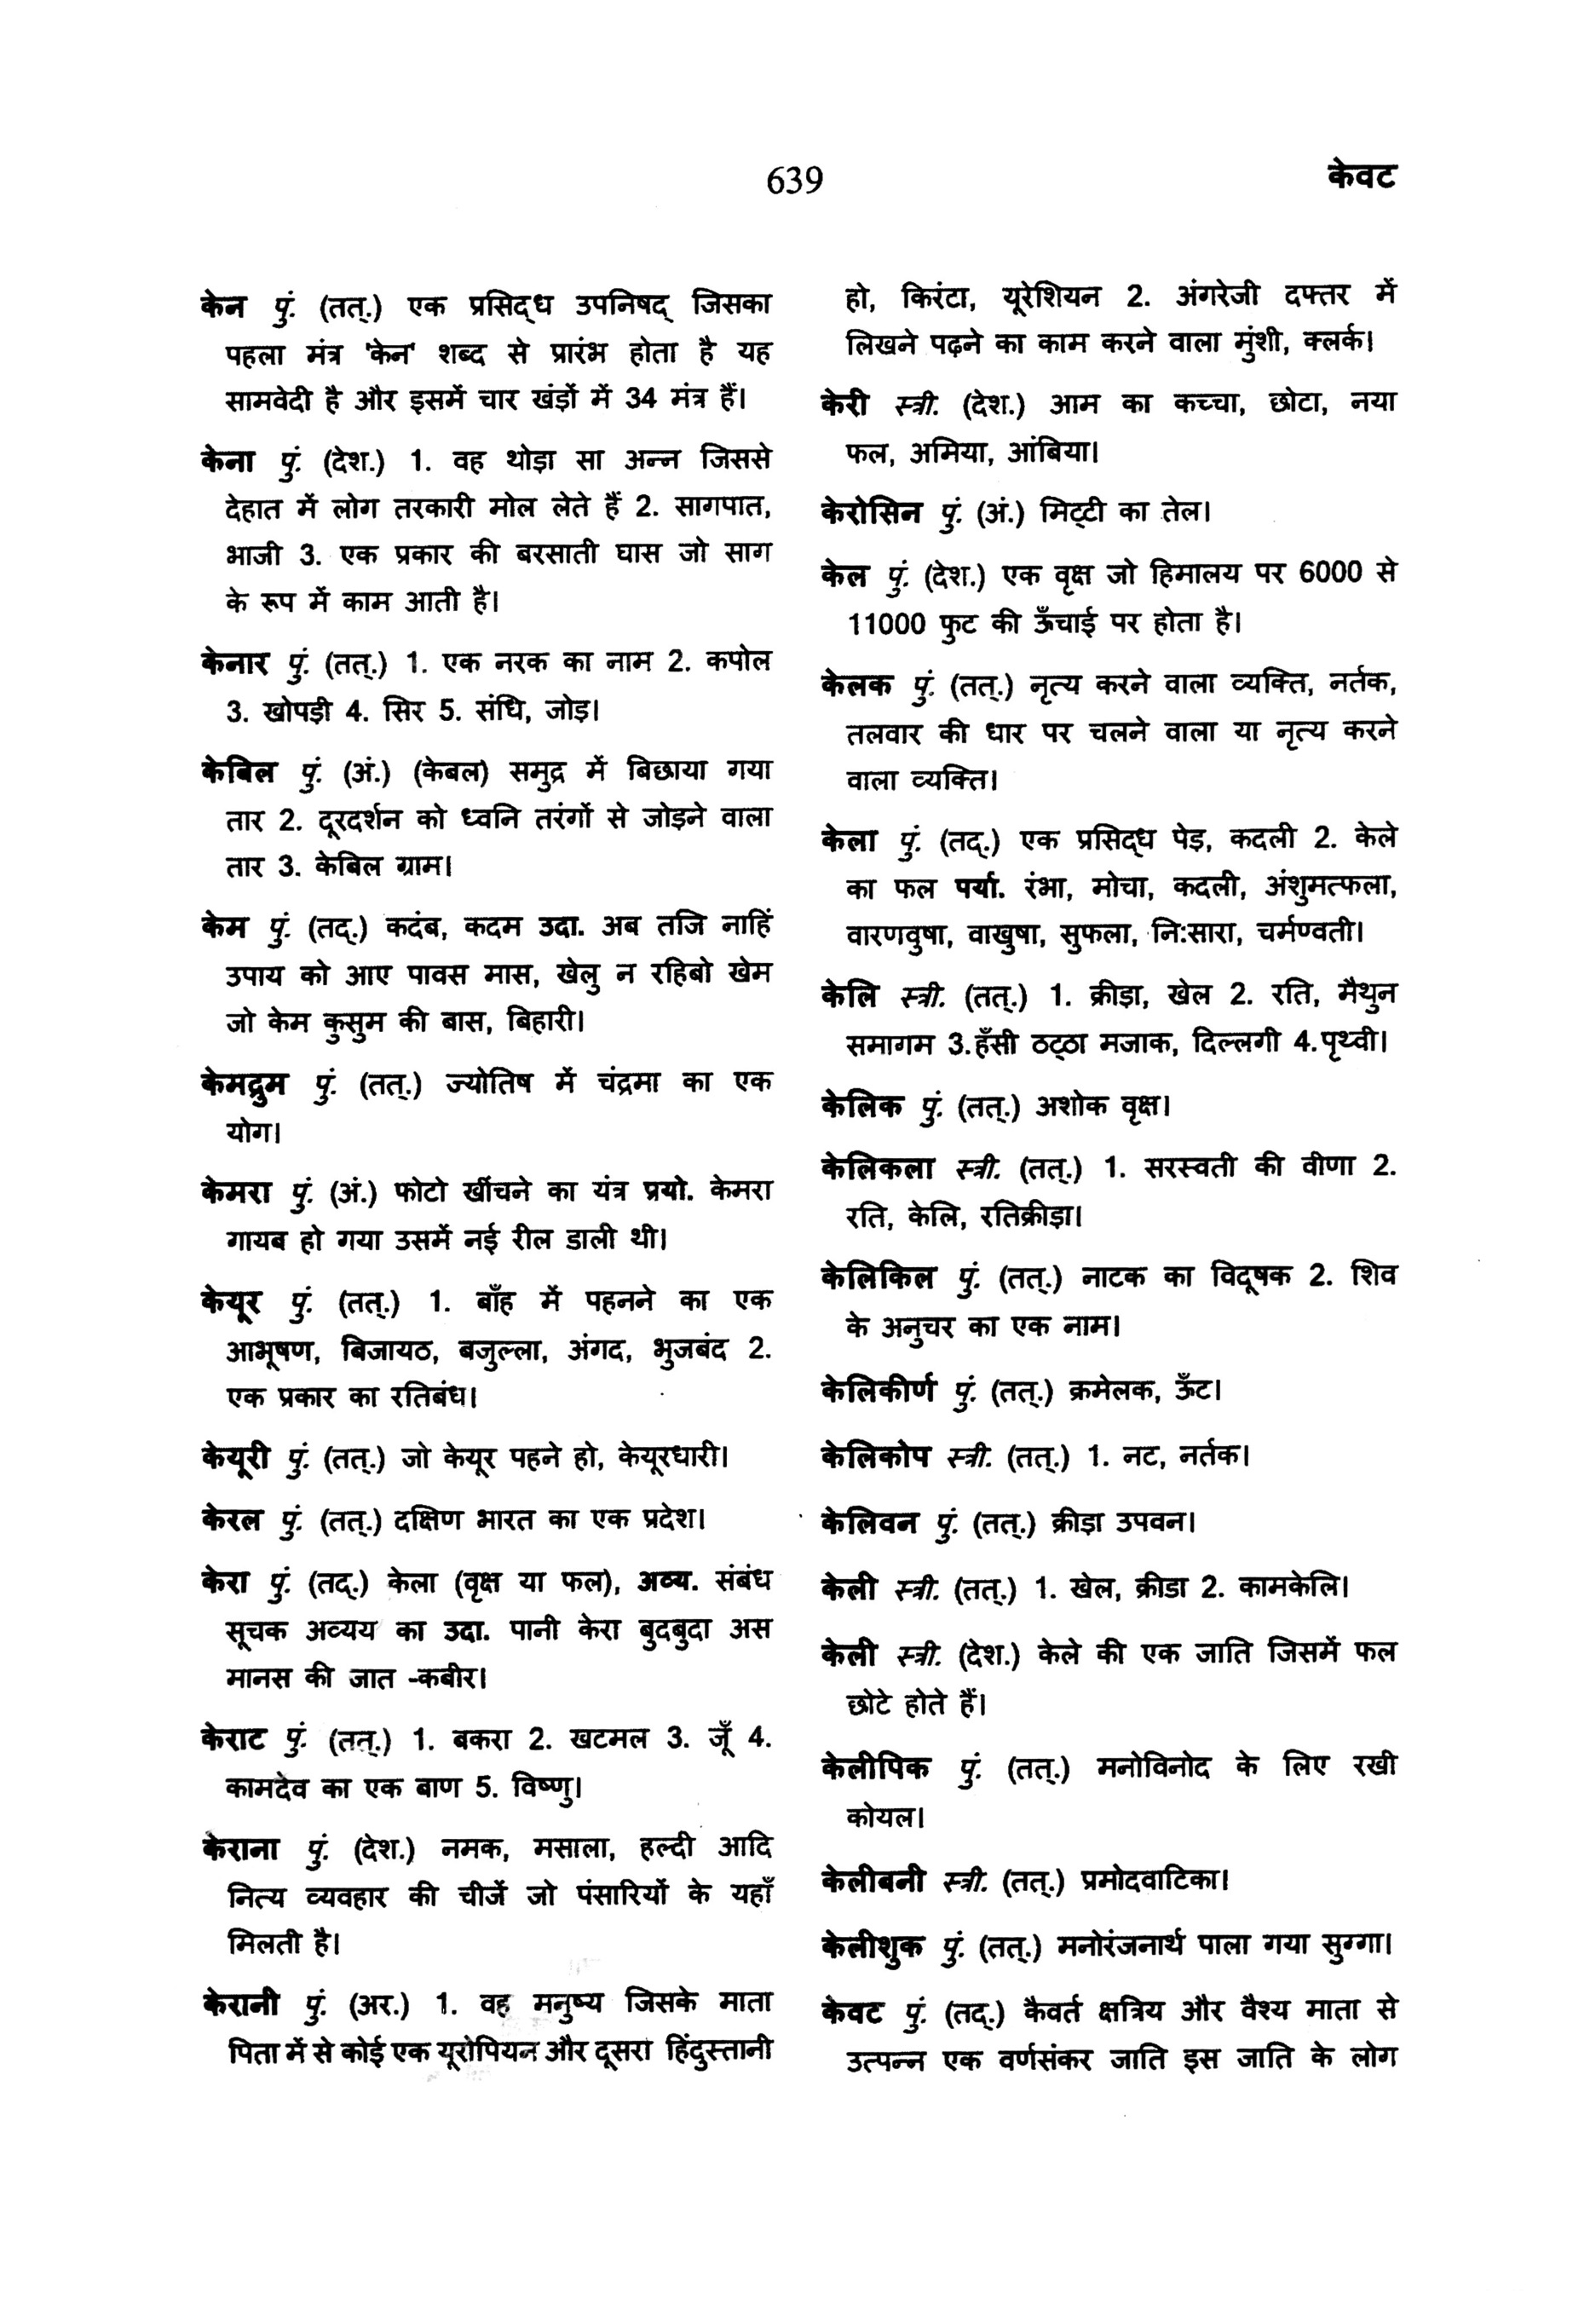 639
केवट
केन पुं. (तत्.) एक प्रसिद्ध उपनिषद् जिसका
पहला मंत्र 'केन' शब्द से प्रारंभ होता है यह
सामवेदी है और इसमें चार खंड़ों में 34 मंत्र हैं।
केना पुं. (देश.) 1. वह थोड़ा सा अन्न जिससे
देहात में लोग तरकारी मोल लेते हैं 2. सागपात,
भाजी 3. एक प्रकार की बरसाती घास जो साग
के रूप में काम आती है।
केनार पुं. (तत्.) 1. एक नरक का नाम 2. कपोल
3. खोपड़ी 4. सिर 5. संधि, जोड़।
केबिल पुं. (अं.) (केबल) समुद्र में बिछाया गया
तार 2. दूरदर्शन को ध्वनि तरंगों से जोड़ने वाला
तार 3. केबिल ग्राम।
केम पुं. (तद्.) कदंब, कदम उदा. अब तजि नाहिं
उपाय को आए पावस मास, खेलु न रहिबो खेम
जो केम कुसुम की बास, बिहारी।
केमद्रुम पुं. (तत्.) ज्योतिष में चंद्रमा का एक
योग।
केमरा पुं. (अं.) फोटो खींचने का यंत्र प्रयो. केमरा
गायब हो गया उसमें नई रील डाली थी।
केयूर पुं. (तत्.) 1. बाँह में पहनने का एक
आभूषण, बिजायठ, बजुल्ला, अंगद, भुजबंद 2.
एक प्रकार का रतिबंध।
केयूरी पुं. (तत्.) जो केयूर पहने हो, केयूरधारी।
केरल पुं. (तत्.) दक्षिण भारत का एक प्रदेश।
केरा पुं. (तद्.) केला (वृक्ष या फल), अव्य. संबंध
सूचक अव्यय का उदा. पानी केरा बुदबुदा अस
मानस की जात -कबीर।
केराट पुं. (तत्.) 1. बकरा 2. खटमल 3. जूँ 4.
कामदेव का एक बाण 5. विष्णु।
केराना पुं. (देश.) नमक, मसाला, हल्दी आदि
नित्य व्यवहार की चीजें जो पंसारियों के यहाँ
मिलती है।
केरानी पुं. (अर.) 1. वह मनुष्य जिसके माता
पिता में से कोई एक यूरोपियन और दूसरा हिंदुस्तानी
हो, किरंटा, यूरेशियन 2. अंगरेजी दफ्तर में
लिखने पढ़ने का काम करने वाला मुंशी, क्लर्क।
केरी स्त्री. (देश.) आम का कच्चा, छोटा, नया
फल, अमिया, आंबिया।
केरोसिन पुं. (अं.) मिट्टी का तेल।
केल पुं. (देश.) एक वृक्ष जो हिमालय पर 6000 से
11000 फुट की ऊँचाई पर होता है।
केलक पुं. (तत्.) नृत्य करने वाला व्यक्ति, नर्तक,
तलवार की धार पर चलने वाला या नृत्य करने
वाला व्यक्ति।
केला पुं. (तद्.) एक प्रसिद्ध पेड़, कदली 2. केले
का फल पर्या. रंभा, मोचा, कदली, अंशुमत्फला,
वारणवुषा, वाखुषा, सुफला, नि:सारा, चर्मण्वती।
केलि स्त्री. (तत्.) 1. क्रीड़ा, खेल 2. रति, मैथुन
समागम 3.हँसी ठट्ठा मजाक, दिल्लगी 4.पृथ्वी।
केलिक पुं. (तत्.) अशोक वृक्ष।
केलिकला स्त्री. (तत्.) 1. सरस्वती की वीणा 2.
रति, केलि, रतिक्रीड़ा।
केलिकिल पुं. (तत्.) नाटक का विदूषक 2. शिव
के अनुचर का एक नाम।
केलिकीर्ण पुं. (तत्.) क्रमेलक, ऊँट।
केलिकोप स्त्री. (तत्.) 1. नट, नर्तक।
केलिवन पुं. (तत्.) क्रीड़ा उपवन।
केली स्त्री. (तत्.) 1. खेल, क्रीडा 2. कामकेलि।
केली स्त्री. (देश.) केले की एक जाति जिसमें फल
छोटे होते हैं।
केलीपिक पुं. (तत्.) मनोविनोद के लिए रखी
कोयल।
केलीबनी स्त्री. (तत्.) प्रमोदवाटिका।
केलीशुक पुं. (तत्.) मनोरंजनार्थ पाला गया सुग्गा।
केवट पुं. (तद्.) कैवर्त क्षत्रिय और वैश्य माता से
उत्पन्न एक वर्णसंकर जाति इस जाति के लोग